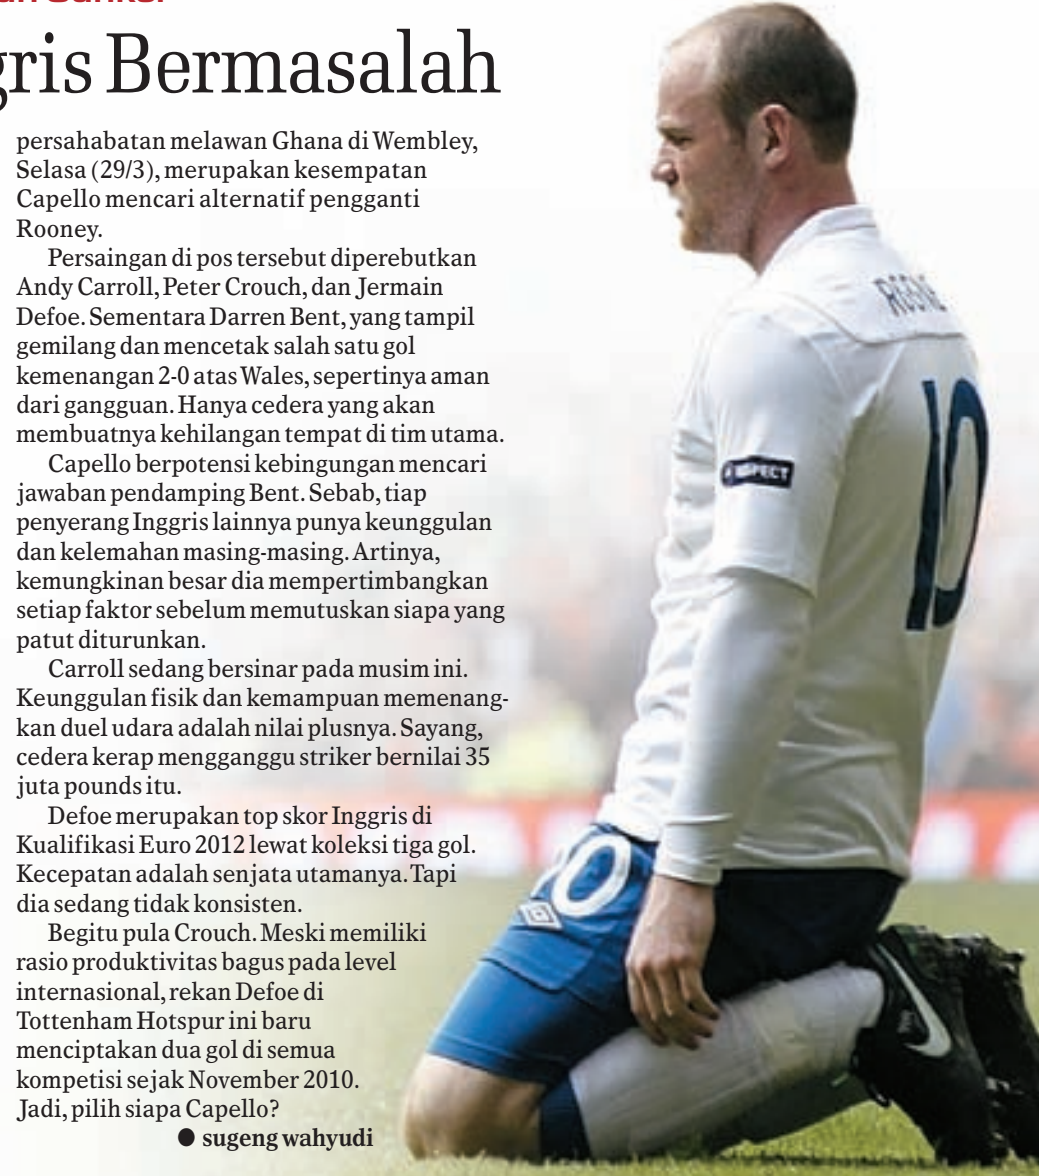 gris Bermasalah
persahabatan melawan Ghana di Wembley,
Selasa (29/3), merupakan kesempatan
Capello mencari alternatif pengganti
Rooney.
Persaingan di pos tersebut diperebutkan
Andy Carroll, Peter Crouch, dan Jermain
Defoe. Sementara Darren Bent, yang tampil
gemilang dan mencetak salah satu gol
kemenangan 2-0 atas Wales, sepertinya aman
dari gangguan. Hanya cedera yang akan
membuatnya kehilangan tempat di tim utama.
Capello berpotensi kebingungan mencari
jawaban pendamping Bent. Sebab, tiap
penyerang Inggris lainnya punya keunggulan
dan kelemahan masing-masing. Artinya,
kemungkinan besar dia mempertimbangkan
setiap faktor sebelum memutuskan siapa yang
patut diturunkan.
Carroll sedang bersinar pada musim ini.
Keunggulan fisik dan kemampuan memenang-
kan duel udara adalah nilai plusnya. Sayang,
cedera kerap mengganggu striker bernilai 35
juta pounds itu.
Defoe merupakan top skor Inggris di
Kualifikasi Euro 2012 lewat koleksi tiga gol.
Kecepatan adalah senjata utamanya. Tapi
dia sedang tidak konsisten.
Begitu pula Crouch. Meski memiliki
rasio produktivitas bagus pada level
internasional, rekan Defoe di
Tottenham Hotspur ini baru
menciptakan dua gol di semua
kompetisi sejak November 2010.
Jadi, pilih siapa Capello?
● sugeng wahyudi
RESPECT
10
10